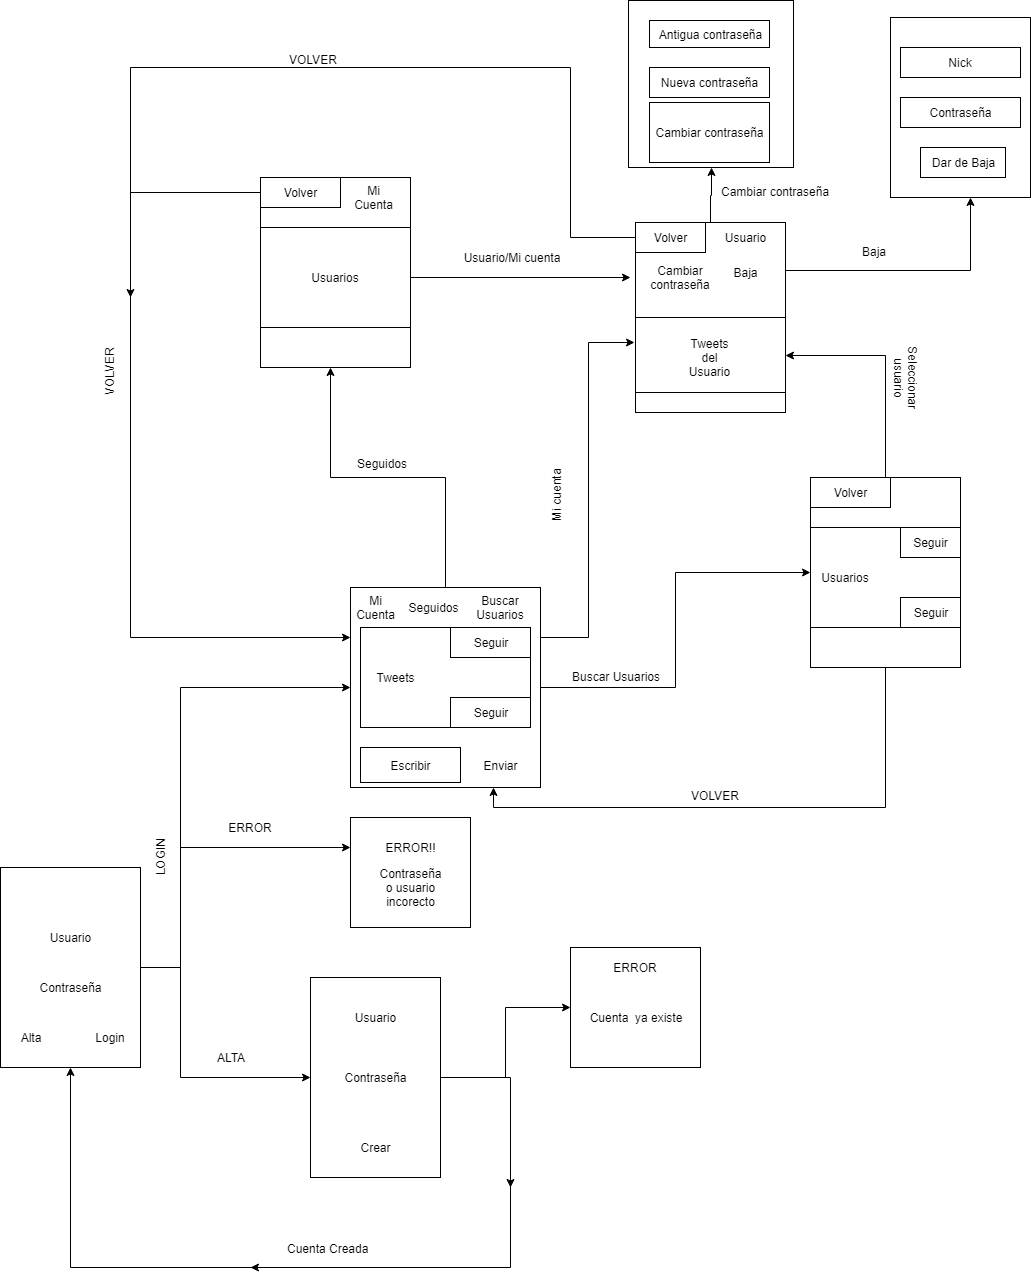 Antigua contraseña
Nueva contraseña
Cambiar contraseña
Nick
Contraseña
Dar de Baja
VOLVER
Volver
Mi
Cuenta
Usuarios
Usuario/Mi cuenta
Cambiar contraseña
Volver
Usuario
Cambiar
contraseña
Baja
Tweets
del
Usuario
Baja
VOLVER
Seleccionar
usuario
Seguidos
Mi cuenta
Volver
Seguir
Usuarios
Seguir
Mi
Cuenta
Seguidos
Buscar
Usuarios
Seguir
Tweets
Seguir
Escribir
Enviar
Buscar Usuarios
VOLVER
LOGIN
ERROR
ERROR!!
Contraseña
o usuario
incorecto
Usuario
Contraseña
Alta
Login
ALTA
Usuario
Contraseña
Crear
ERROR
Cuenta ya existe
Cuenta Creada